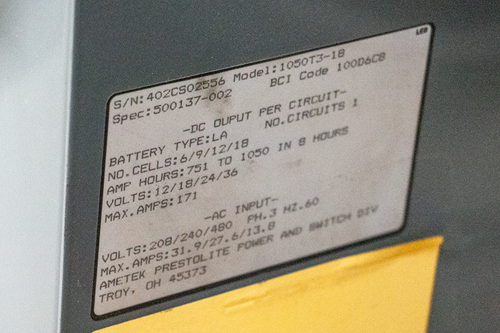 LEO
S/N:402CS02556 Model:1050T3-18
Spec:500137-002 BCI Code 100D6C8
-DC OUPUT PER CIRCUIT-
BATTERY TYPE:LA NO.CIRCUITS 1
NO.CELLS:6/9/12/18
AMP HOURS:751 TO 1050 IN 8 HOURS
VOLTS:12/18/24/36
MAX.AMPS:171
-AC INPUT-
VOLTS:208/240/480 PH.3 HZ.60
MAX.AMPS:31.9/27.6/13.8
AMETEK PRESTOLITE POWER AND SWITCH DIV
TROY, OH 45373